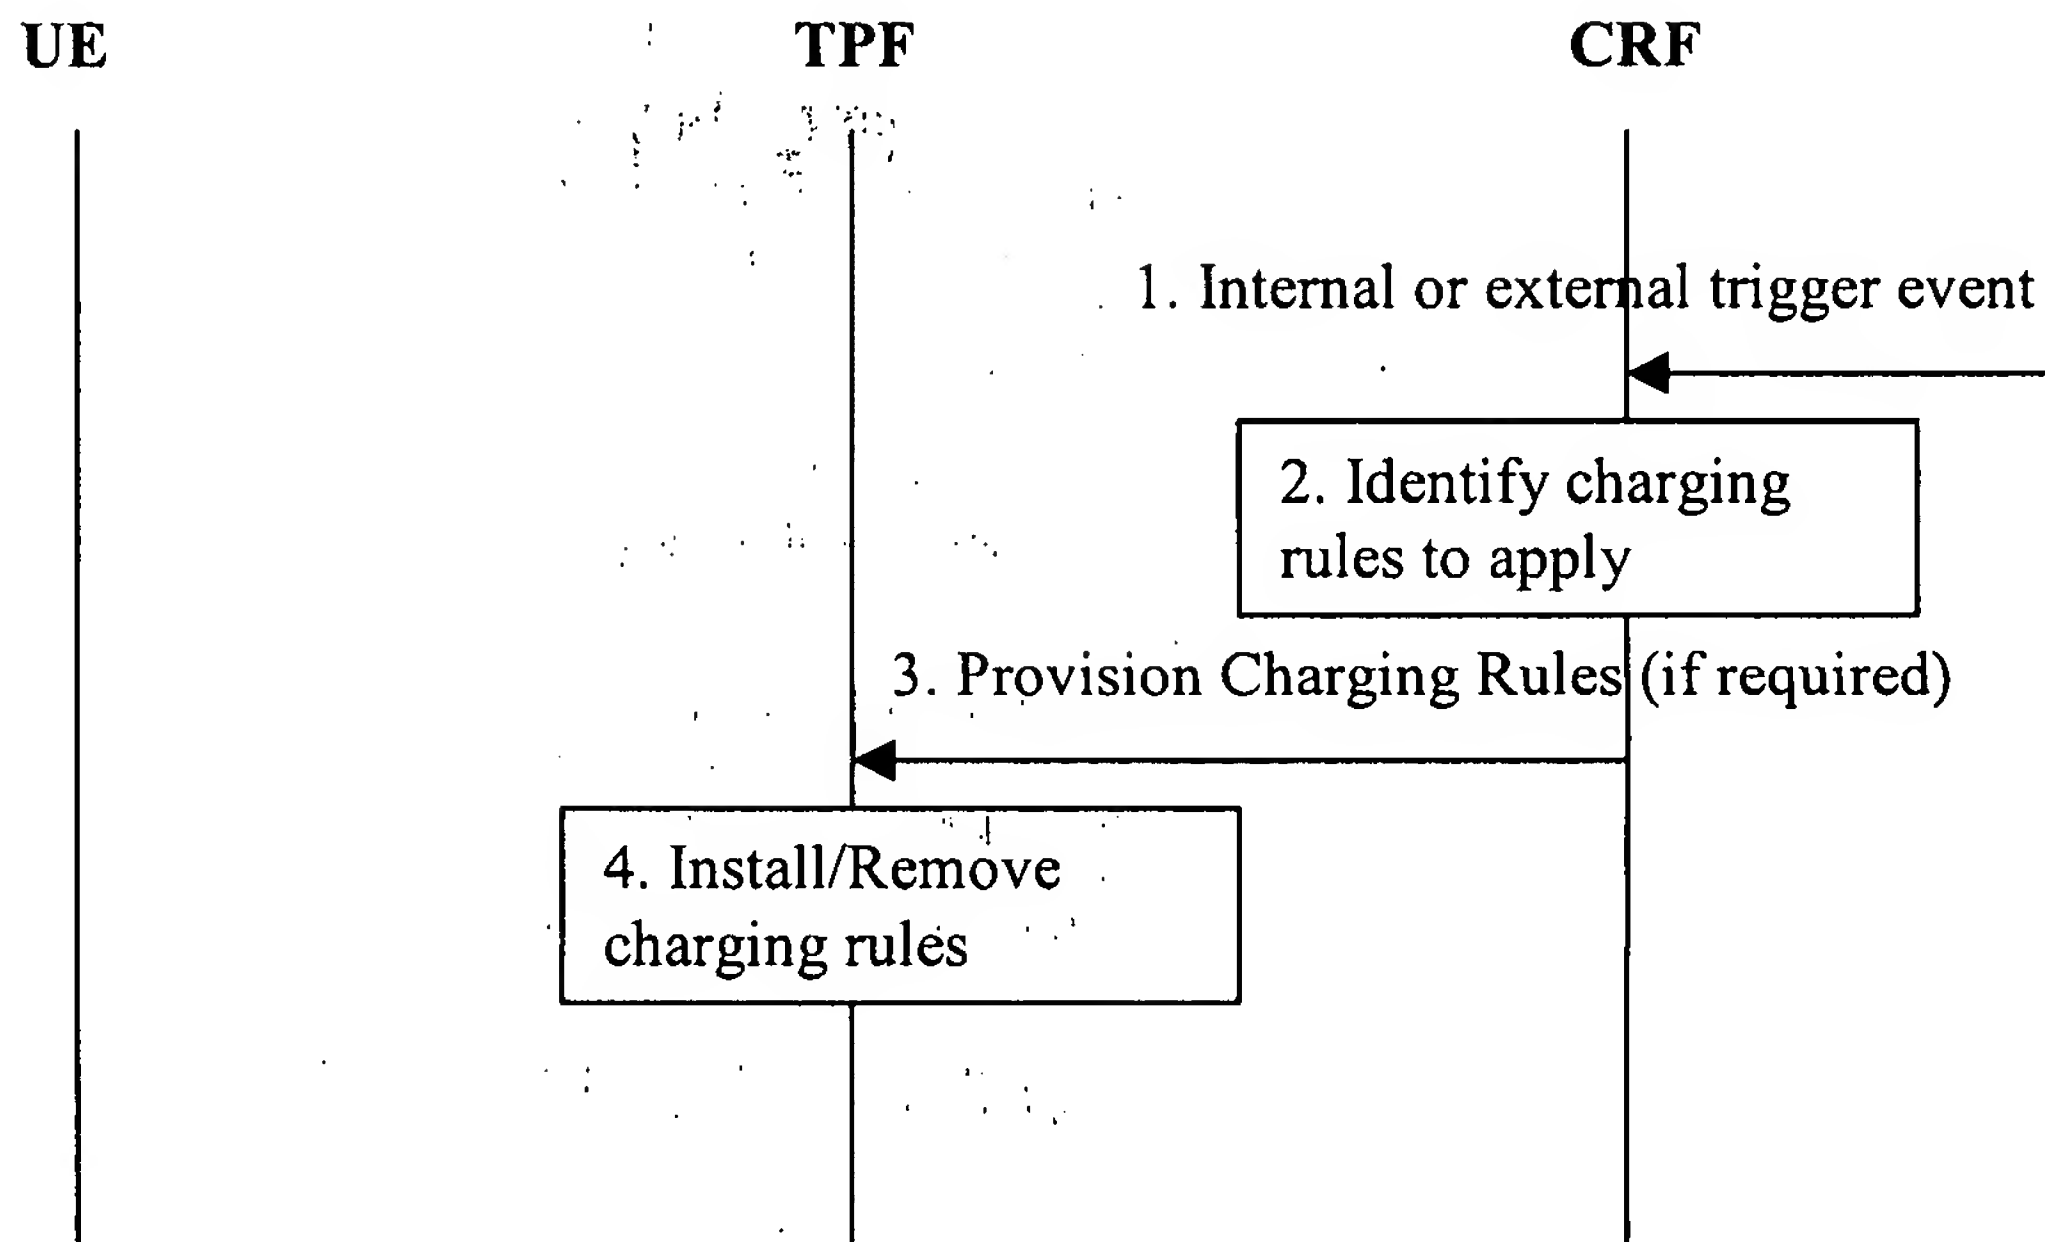 UE TPF CRF
1. Internal or external trigger event
2. Identify charging
rules to apply
3. Provision Charging Rules (if required)
4. Install/Remove
charging rules